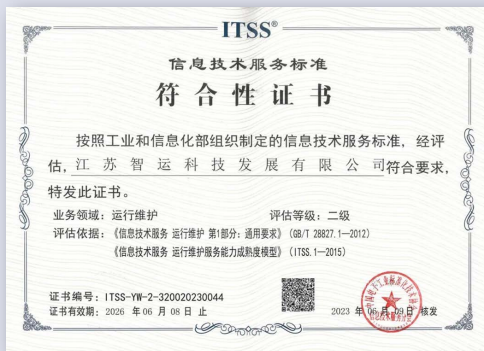 ITSS®
信息技术服务标准
符合性证书
按照工业和信息化部组织制定的信息技术服务标准，经评
估，江苏智运科技发展有限公司符合要求，
特发此证书。
业务领域：运行维护 评估等级：二级
评估依据：《信息技术服务 运行维护 第1部分：通用要求》（GB/T 28827.1—2012）
《信息技术服务 运行维护服务能力成熟度模型》（ITSS.1—2015）
证书编号：ITSS-YW-2-320020230044
证书有效期：2026 年 06 月 08 日 止
2023 年 06 月 09 日 核发